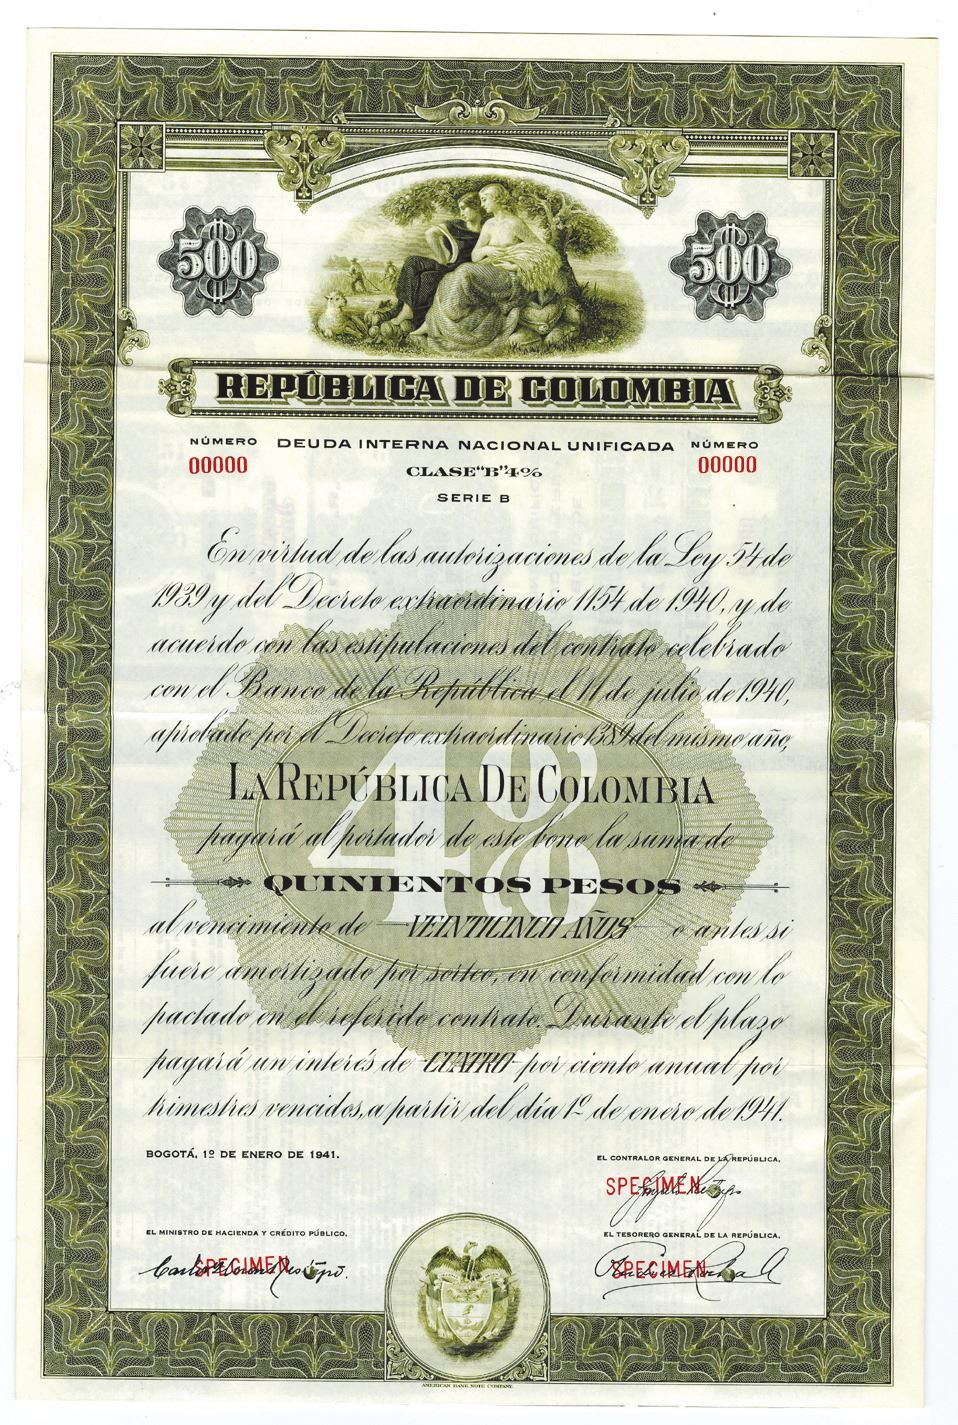 500 500
REPÚBLICA DE COLOMBIA
NÚMERO DEUDA INTERNA NACIONAL UNIFICADA NÚMERO
00000 CLASE "B" 4% 00000
SERIE B
En virtud de las autorizaciones de la Ley 54 de
1939 y del Decreto extraordinario 1154 de 1940, y de
acuerdo con las estipulaciones del contrato celebrado
con el Banco de la República el 11 de julio de 1940,
aprobado por el Decreto extraordinario 1389 del mismo año,
LA REPÚBLICA DE COLOMBIA
pagará al portador de este bono la suma de
4%
QUINIENTOS PESOS
al vencimiento de VEINTICINCO AÑOS o antes si
fuere amortizado por sorteo, en conformidad con lo
pactado en el referido contrato. Durante el plazo
pagará un interés de CUATRO por ciento anual por
trimestres vencidos, a partir del día 1º de enero de 1941.
BOGOTÁ, 1º DE ENERO DE 1941.
EL CONTRALOR GENERAL DE LA REPÚBLICA,
SPECIMEN
EL MINISTRO DE HACIENDA Y CRÉDITO PÚBLICO, EL TESORERO GENERAL DE LA REPÚBLICA,
SPECIMEN SPECIMEN
AMERICAN BANK NOTE COMPANY.